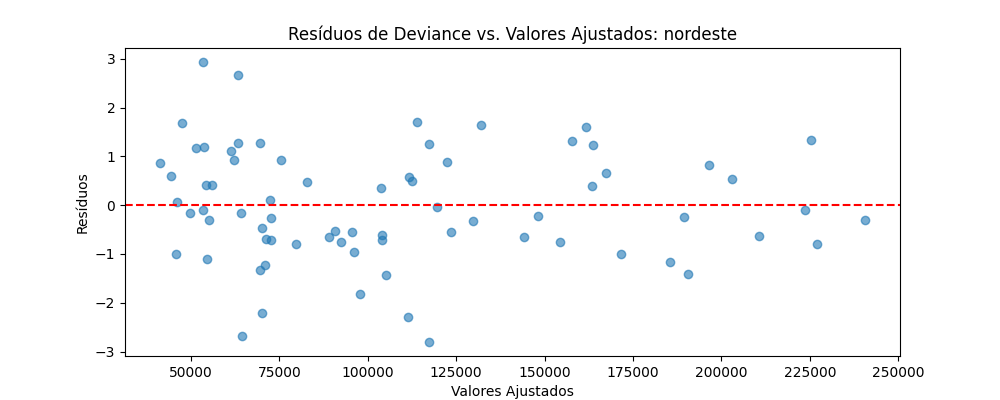 Resíduos de Deviance vs. Valores Ajustados: nordeste
3
2
1
0
−1
−2
−3
Resíduos
50000 75000 100000 125000 150000 175000 200000 225000 250000
Valores Ajustados